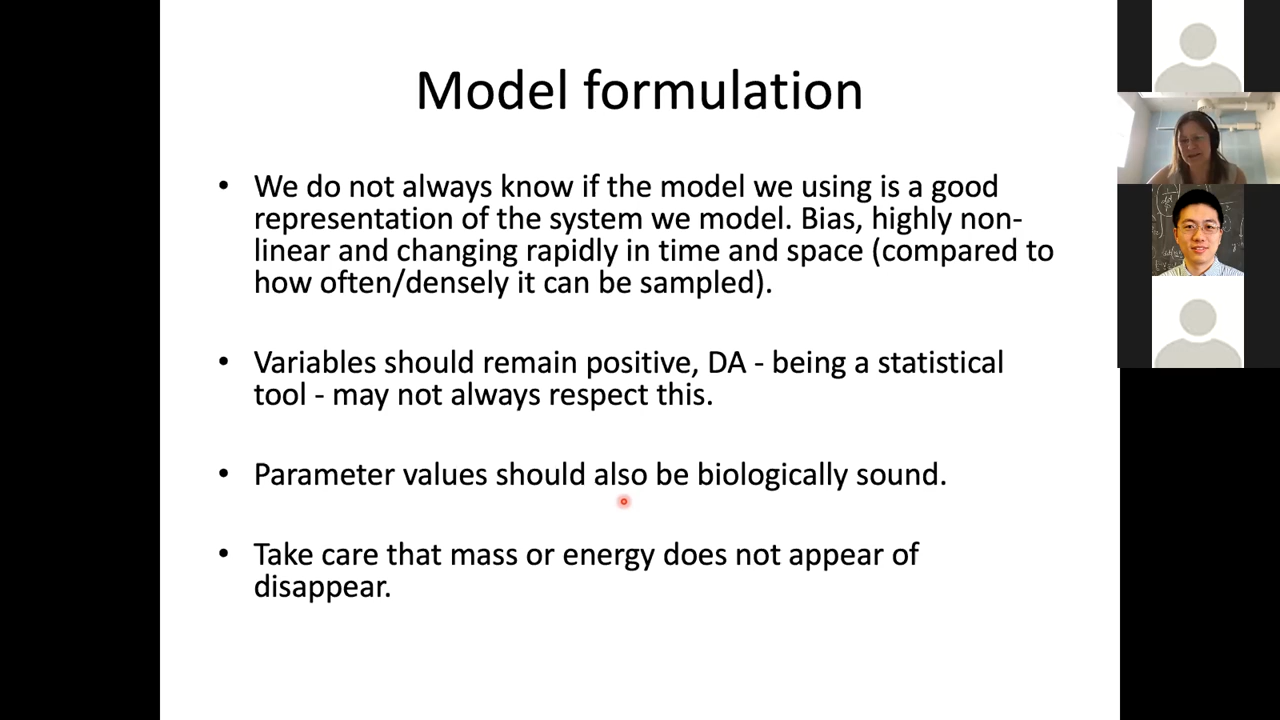 Model formulation
• We do not always know if the model we using is a good
representation of the system we model. Bias, highly non-
linear and changing rapidly in time and space (compared to
how often/densely it can be sampled).
• Variables should remain positive, DA - being a statistical
tool - may not always respect this.
• Parameter values should also be biologically sound.
• Take care that mass or energy does not appear of
disappear.